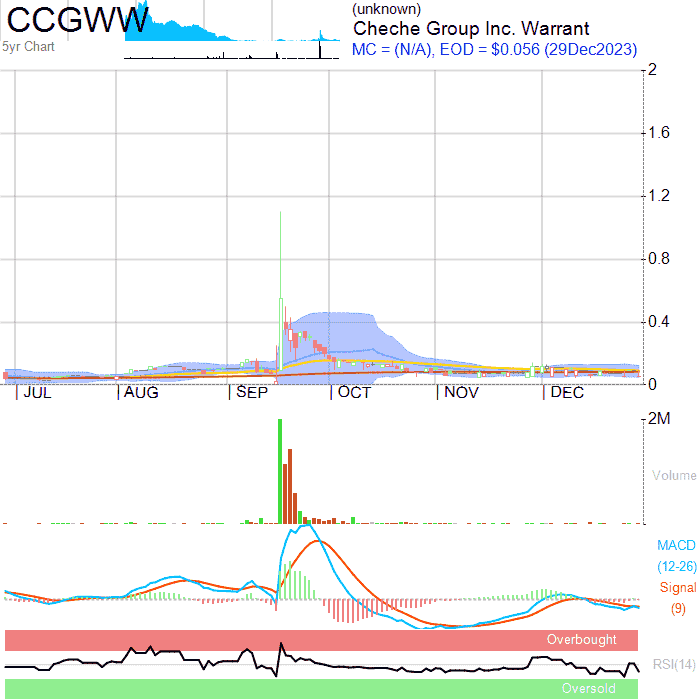 CCGWW
5yr Chart
(unknown)
Cheche Group Inc. Warrant
MC = (N/A), EOD = $0.056 (29Dec2023)
2
1.6
1.2
0.8
0.4
0
JUL AUG SEP OCT NOV DEC
2M
Volume
MACD
(12-26)
Signal
(9)
Overbought
RSI(14)
Oversold